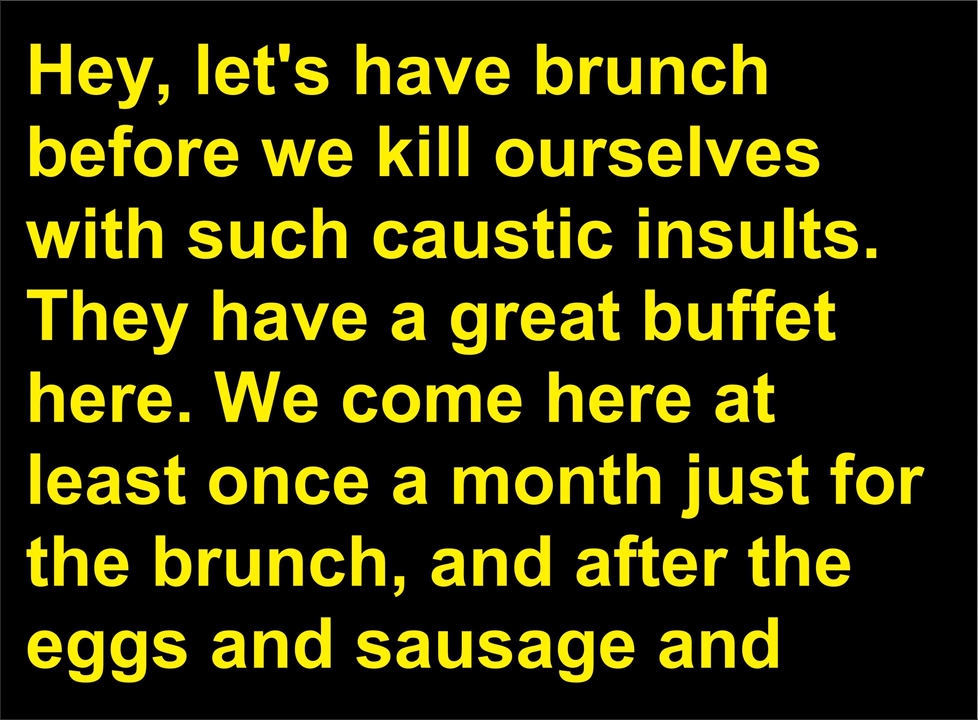 Hey, let's have brunch
before we kill ourselves
with such caustic insults.
They have a great buffet
here. We come here at
least once a month just for
the brunch, and after the
eggs and sausage and